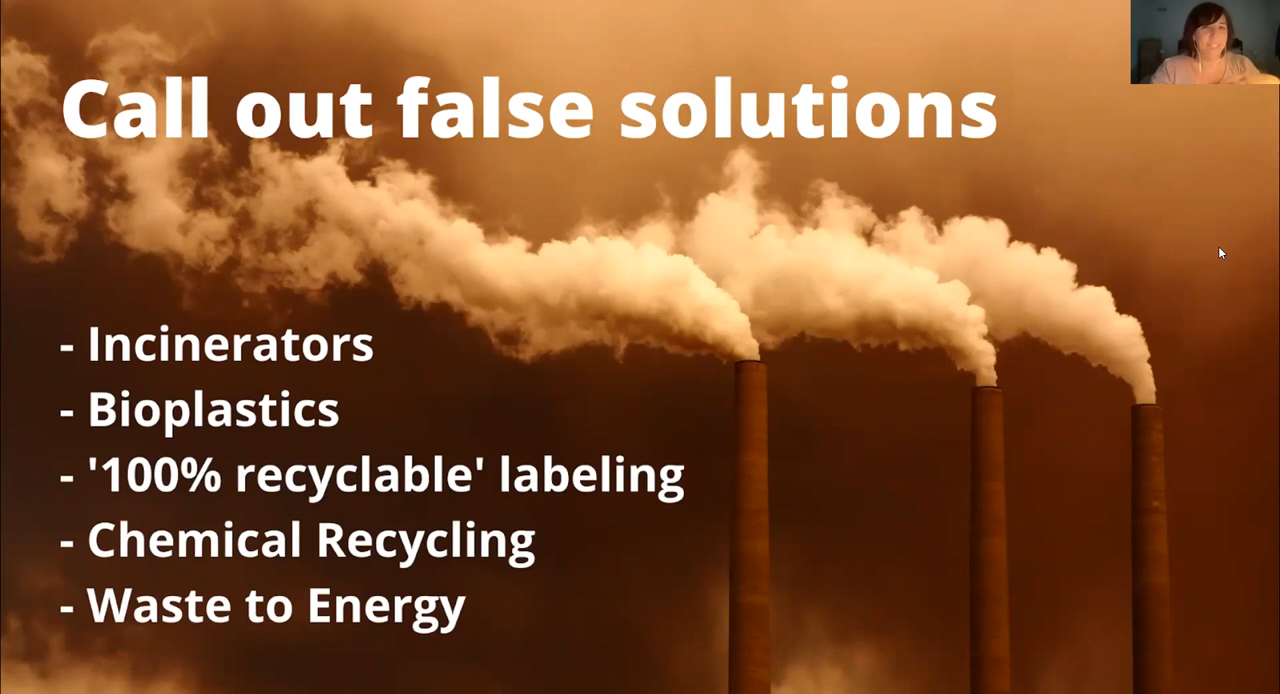 Call out false solutions
- Incinerators
- Bioplastics
- '100% recyclable' labeling
- Chemical Recycling
- Waste to Energy